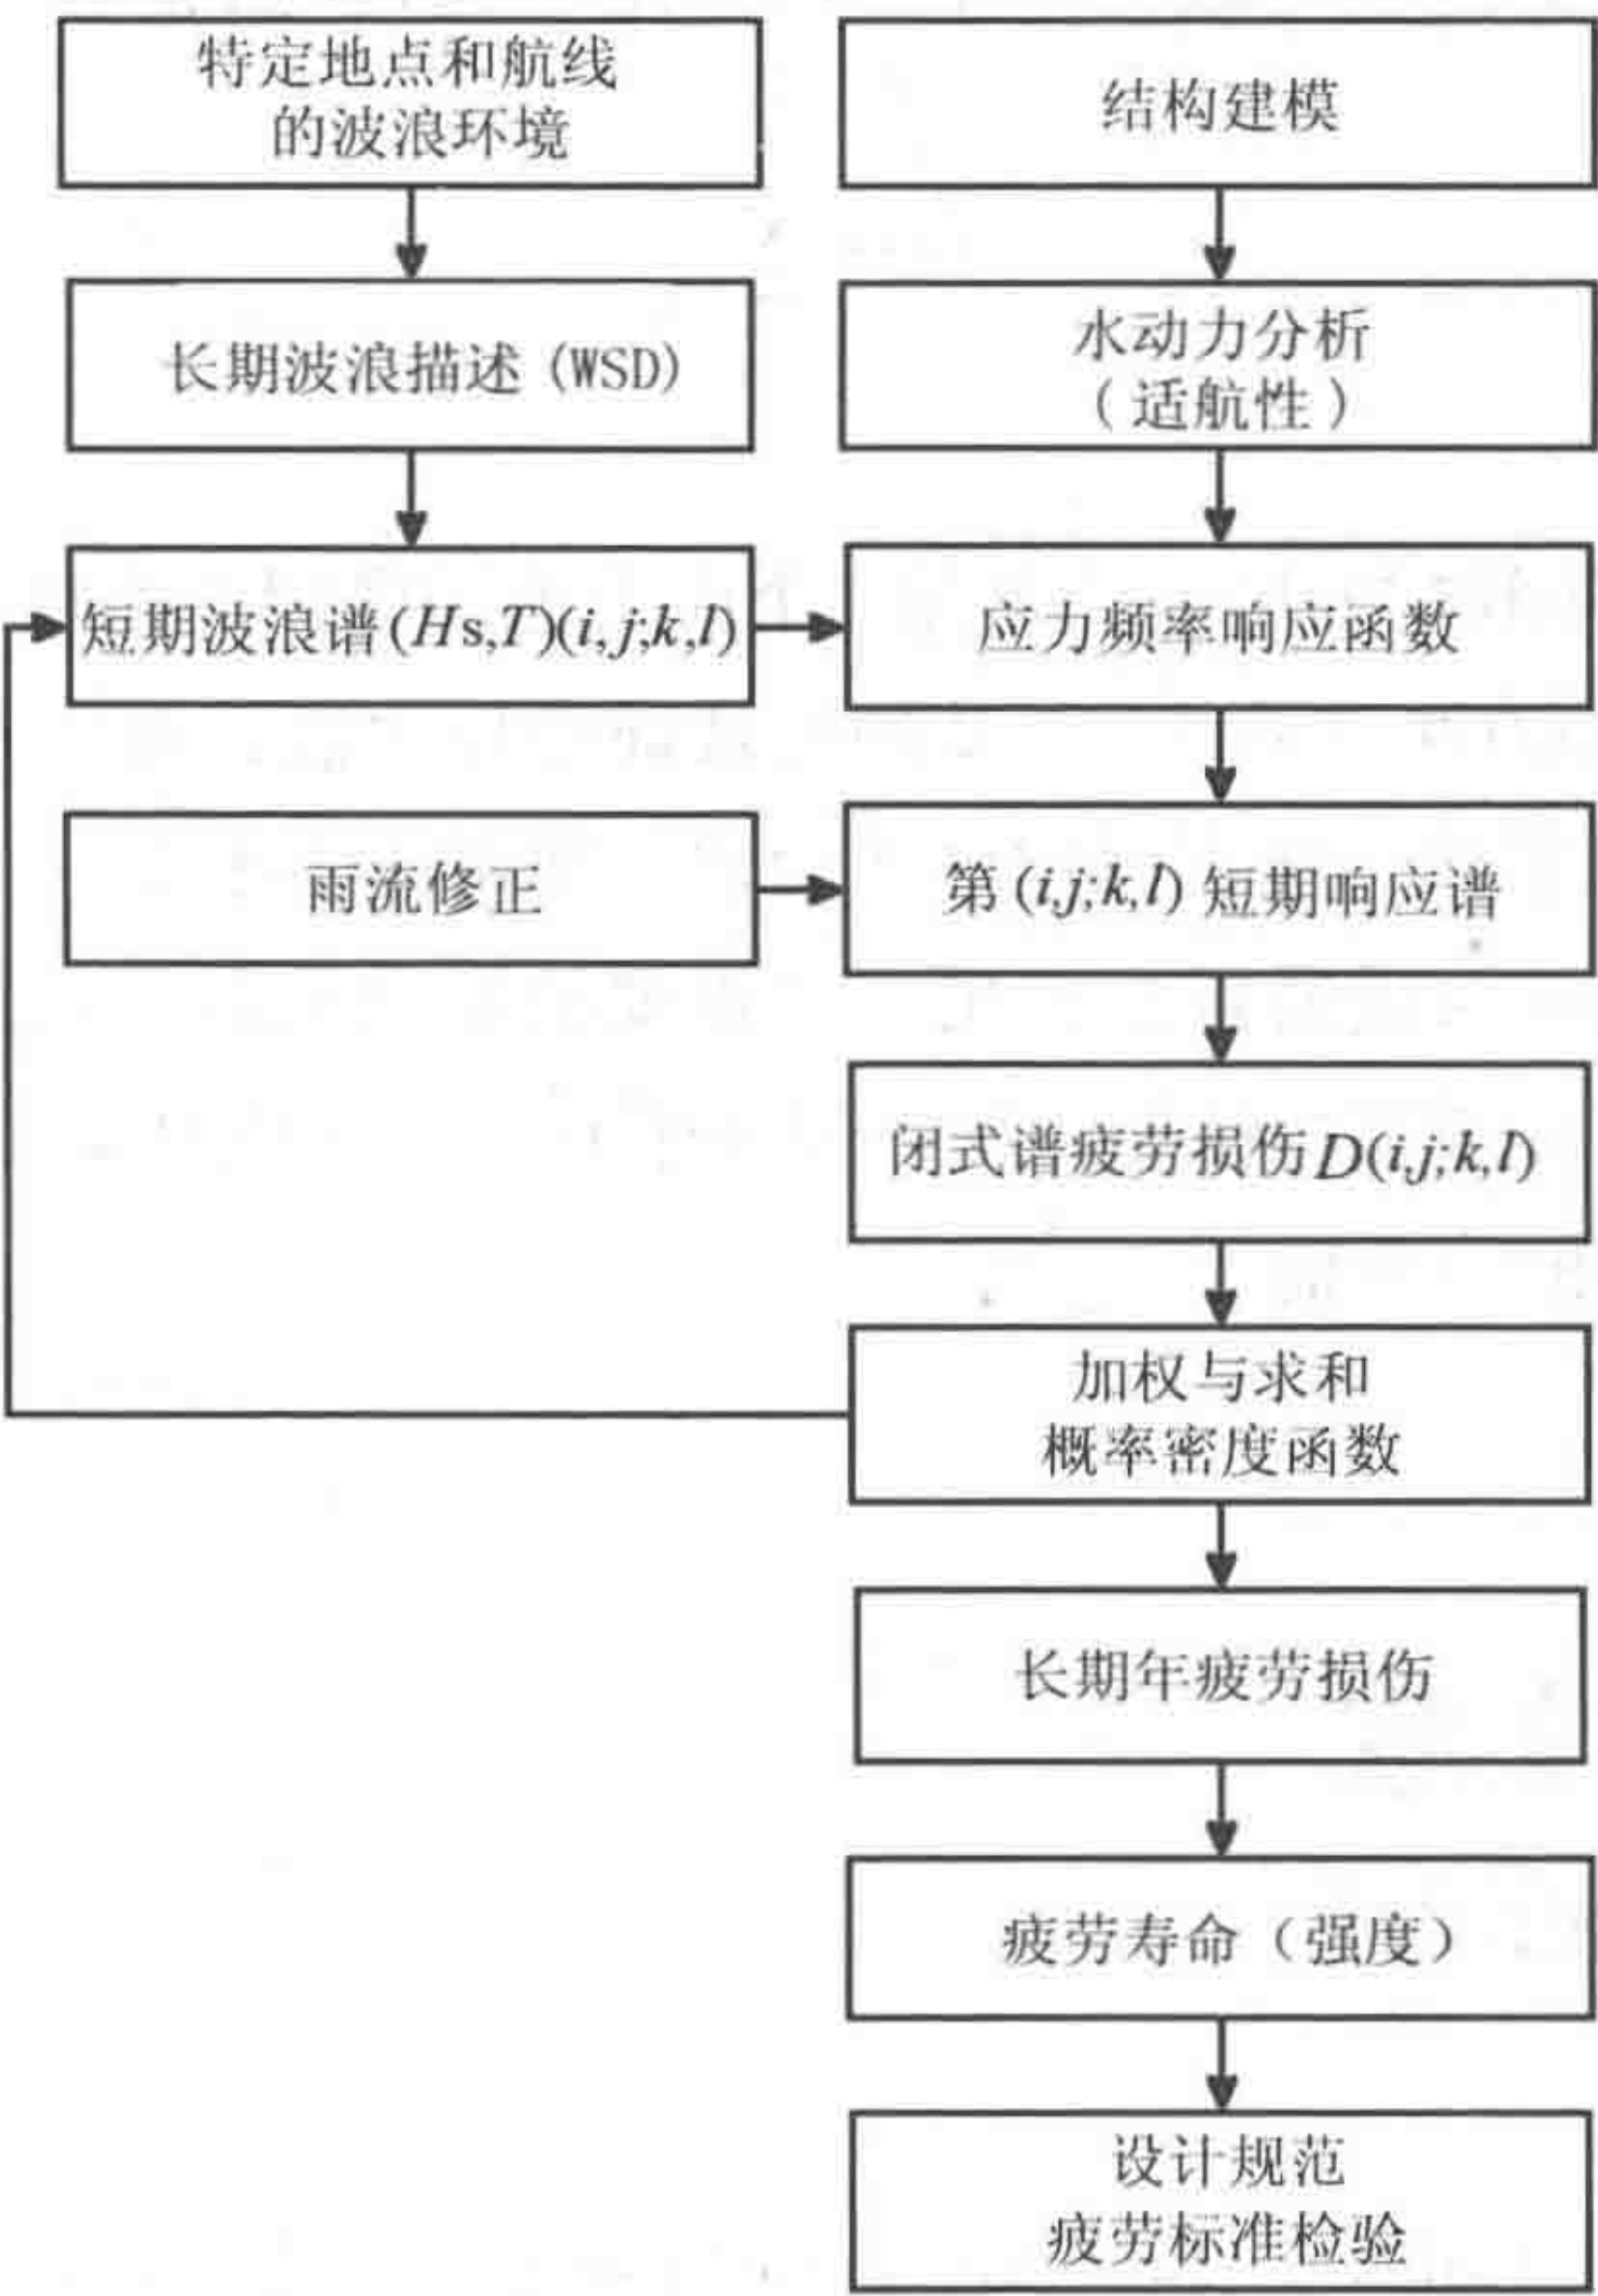 特定地点和航线
的波浪环境
结构建模
长期波浪描述 (WSD)
水动力分析
(适航性)
短期波浪谱(Hs,T)(i,j;k,l)
应力频率响应函数
雨流修正
第(i,j;k,l)短期响应谱
闭式谱疲劳损伤D(i,j;k,l)
加权与求和
概率密度函数
长期年疲劳损伤
疲劳寿命（强度）
设计规范
疲劳标准检验